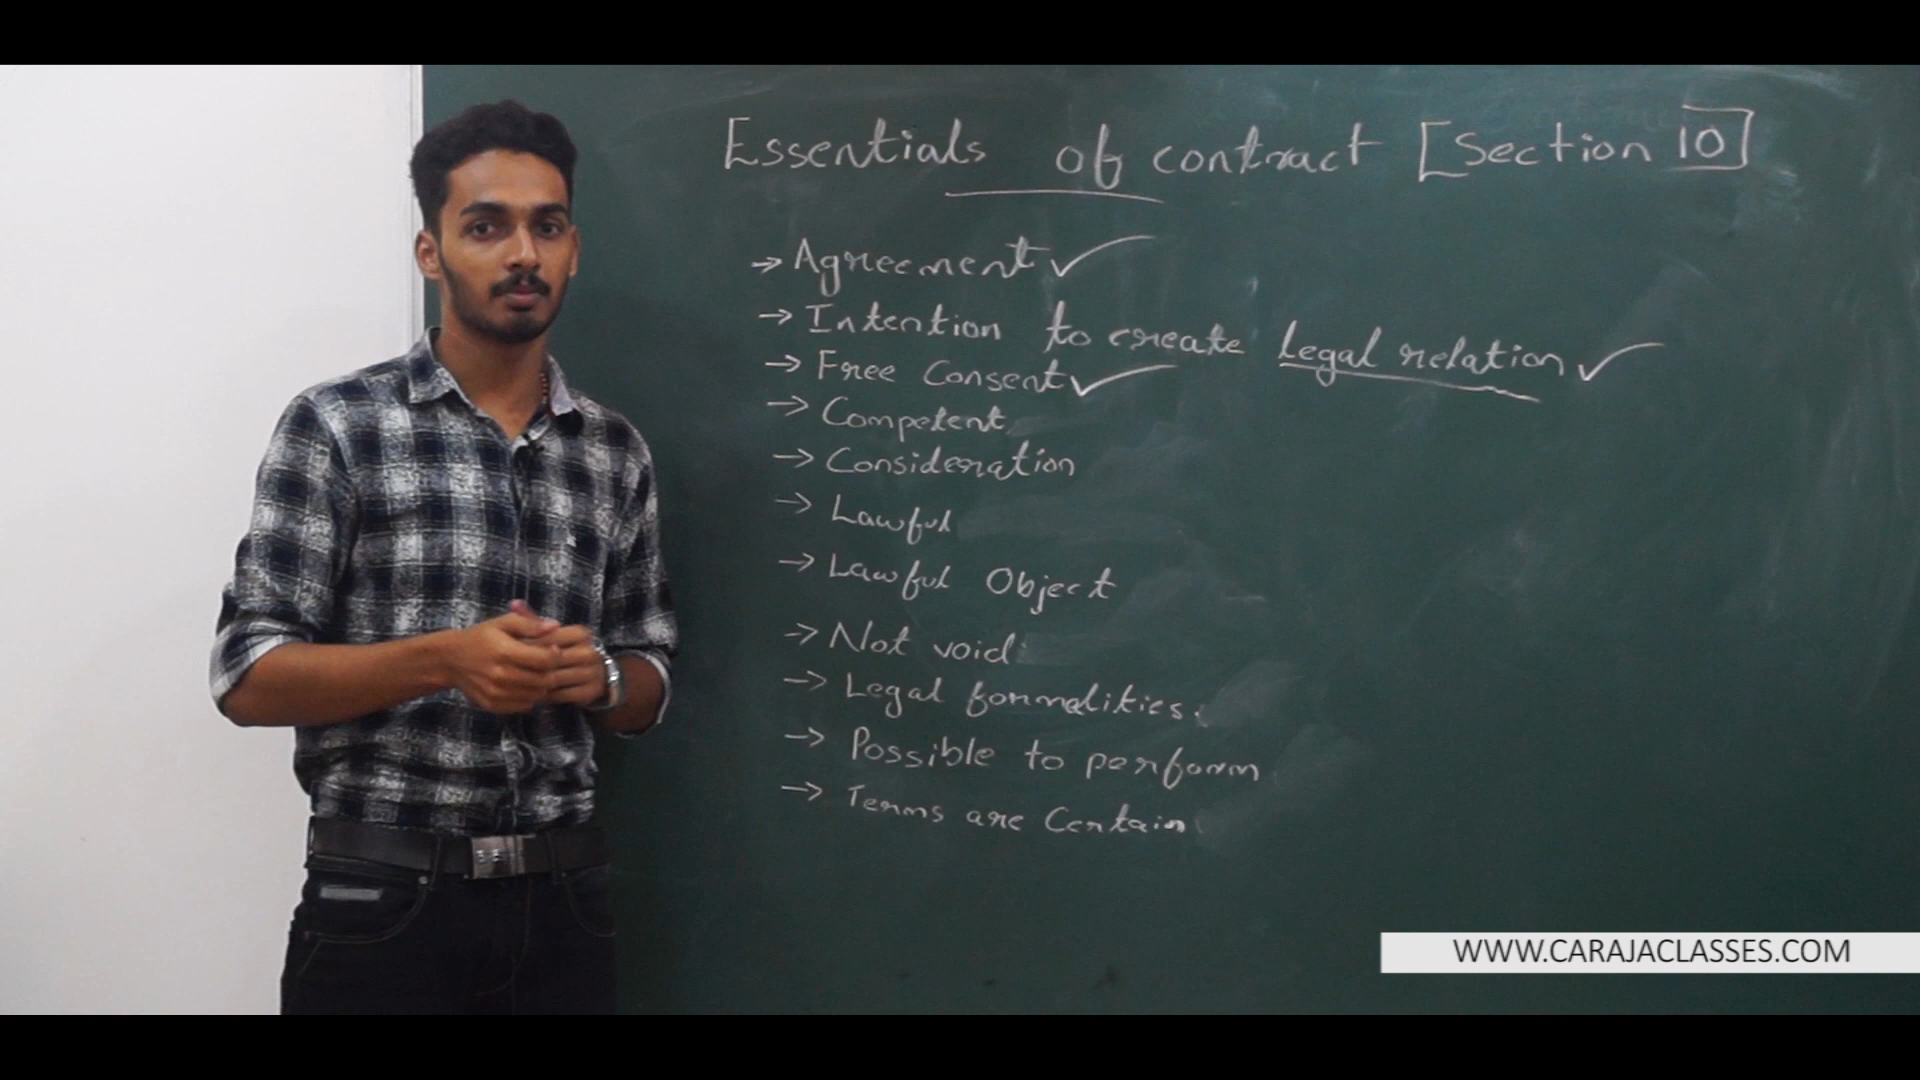 Essentials of contract [Section 10]
→ Agreement ✓
→ Intention to create legal relation ✓
→ Free Consent ✓
→ Competent
→ Consideration
→ Lawful
→ Lawful Object
→ Not void
→ Legal formalities.
→ Possible to perform
→ Terms are Certain
WWW.CARAJACLASSES.COM